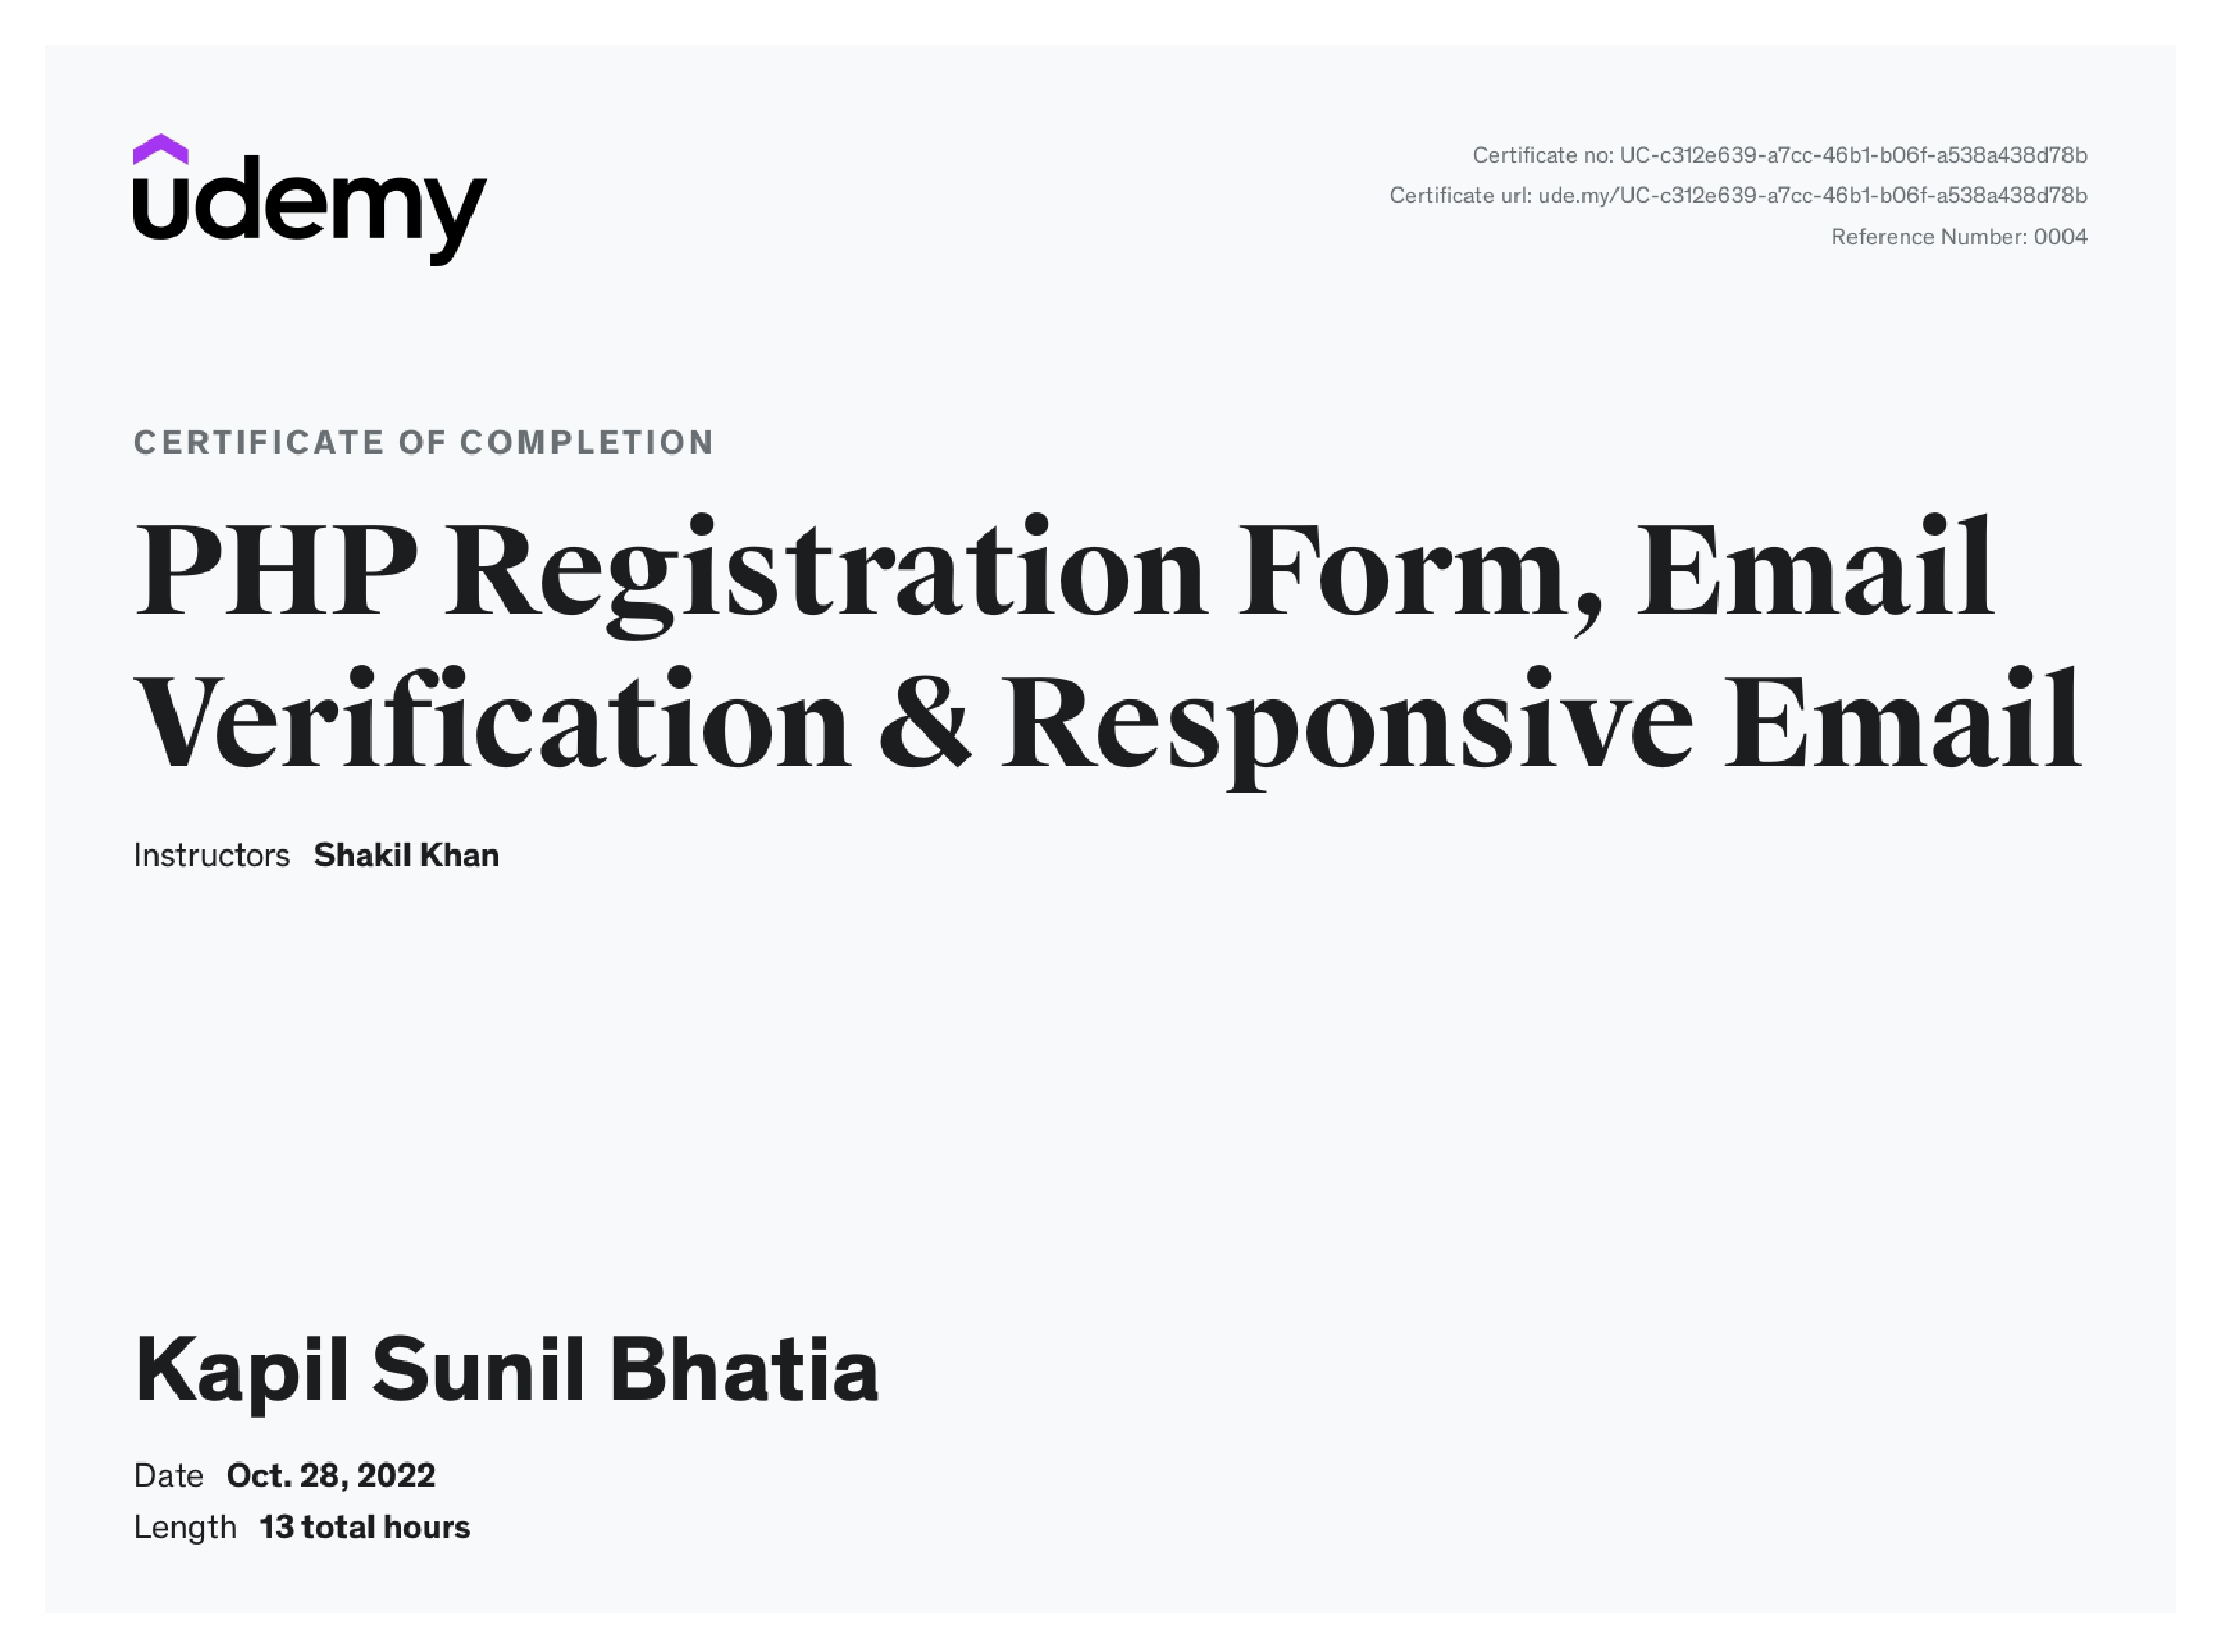 udemy
Certificate no: UC-c312e639-a7cc-46b1-b06f-a538a438d78b
Certificate url: ude.my/UC-c312e639-a7cc-46b1-b06f-a538a438d78b
Reference Number: 0004
CERTIFICATE OF COMPLETION
PHP Registration Form, Email
Verification & Responsive Email
Instructors Shakil Khan
Kapil Sunil Bhatia
Date Oct. 28, 2022
Length 13 total hours